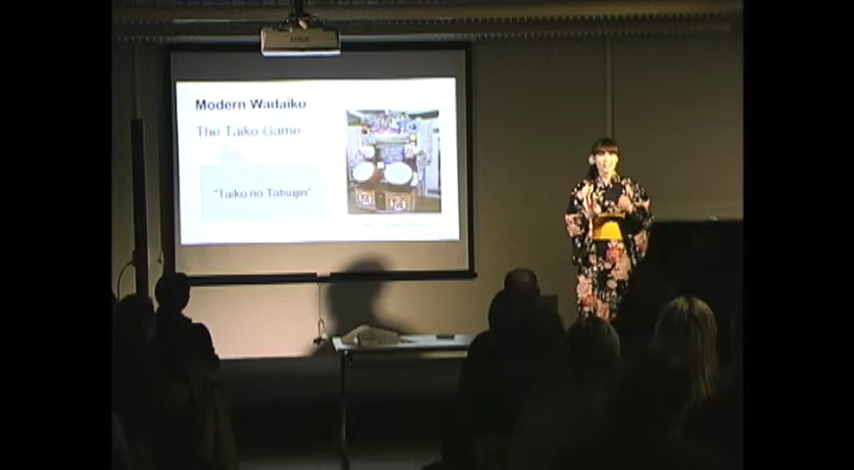 Modern Wadaiko
The Taiko Game
"Taiko no Tatsujin"